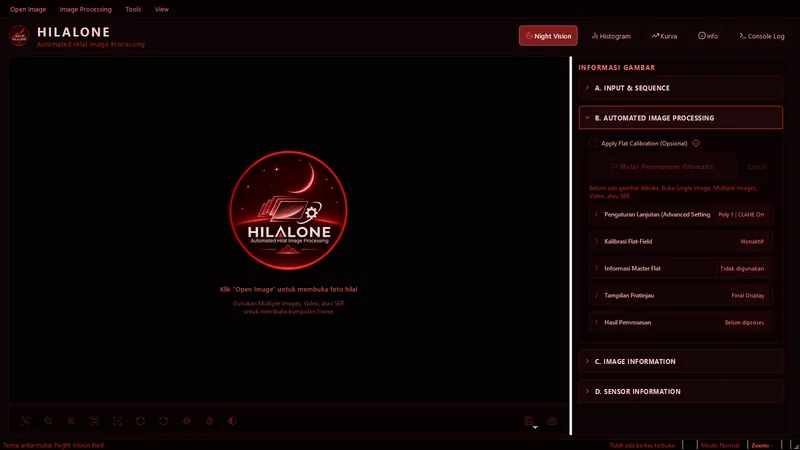 Open Image Image Processing Tools View
HILALONE
Automated Hilal Image Processing
Night Vision Histogram Kurva Info Console Log
HILALONE
Automated Hilal Image Processing
Klik "Open Image" untuk membuka foto hilal
Gunakan Multiple Images, Video, atau SER
untuk membuka kumpulan frame.
INFORMASI GAMBAR
A. INPUT & SEQUENCE
B. AUTOMATED IMAGE PROCESSING
Apply Flat Calibration (Opsional)
Mulai Pemrosesan Otomatis Cancel
Belum ada gambar dibuka. Buka Single Image, Multiple Images,
Video, atau SER.
Pengaturan Lanjutan (Advanced Setting Poly 1 | CLAHE On
Kalibrasi Flat-Field Nonaktif
Informasi Master Flat Tidak digunakan
Tampilan Pratinjau Final Display
Hasil Pemrosesan Belum diproses
C. IMAGE INFORMATION
D. SENSOR INFORMATION
Tema antarmuka: Night Vision Red Tidak ada berkas terbuka - Mode: Normal Zoom: -